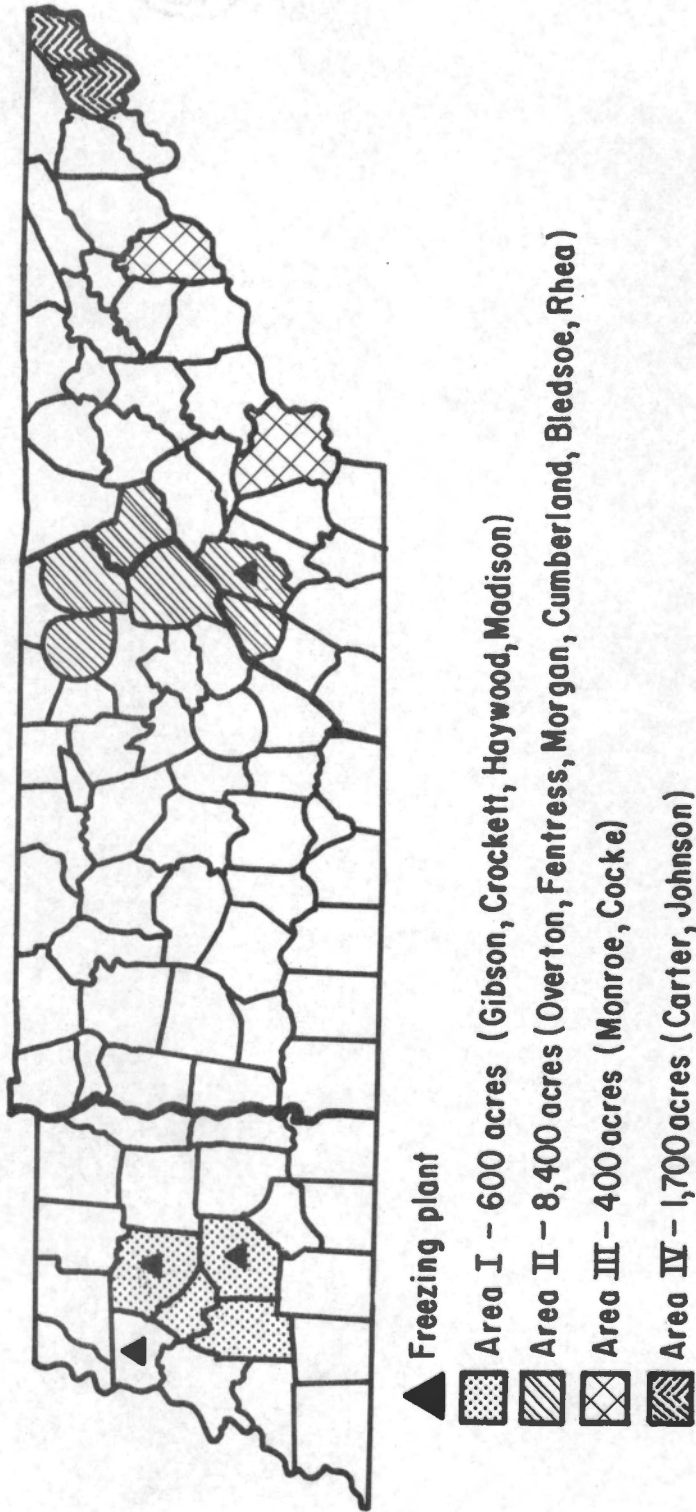 Freezing plant
Area I - 600 acres (Gibson, Crockett, Haywood, Madison)
Area II - 8,400 acres (Overton, Fentress, Morgan, Cumberland, Bledsoe, Rhea)
Area III - 400 acres (Monroe, Cocke)
Area IV - 1,700 acres (Carter, Johnson)